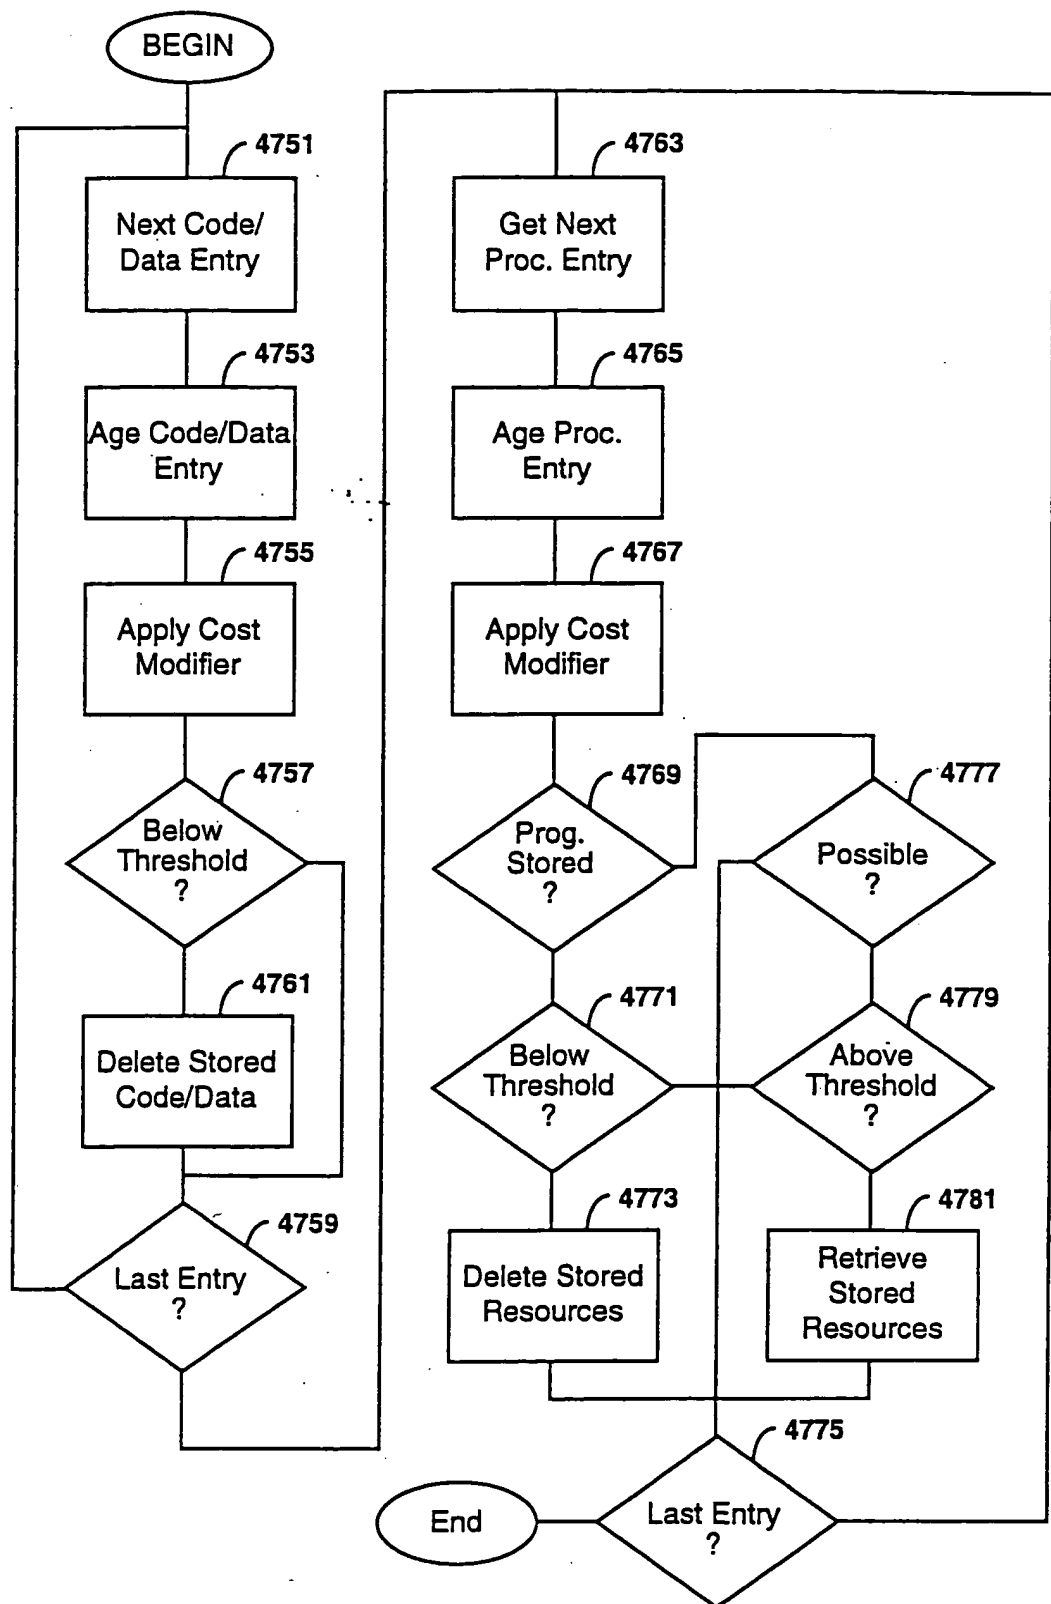 BEGIN
4751
Next Code/
Data Entry
4753
Age Code/Data
Entry
4755
Apply Cost
Modifier
4757
Below
Threshold
?
4761
Delete Stored
Code/Data
4759
Last Entry
?
4763
Get Next
Proc. Entry
4765
Age Proc.
Entry
4767
Apply Cost
Modifier
4769
Prog.
Stored
?
4777
Possible
?
4771
Below
Threshold
?
4779
Above
Threshold
?
4773
Delete Stored
Resources
4781
Retrieve
Stored
Resources
4775
Last Entry
?
End